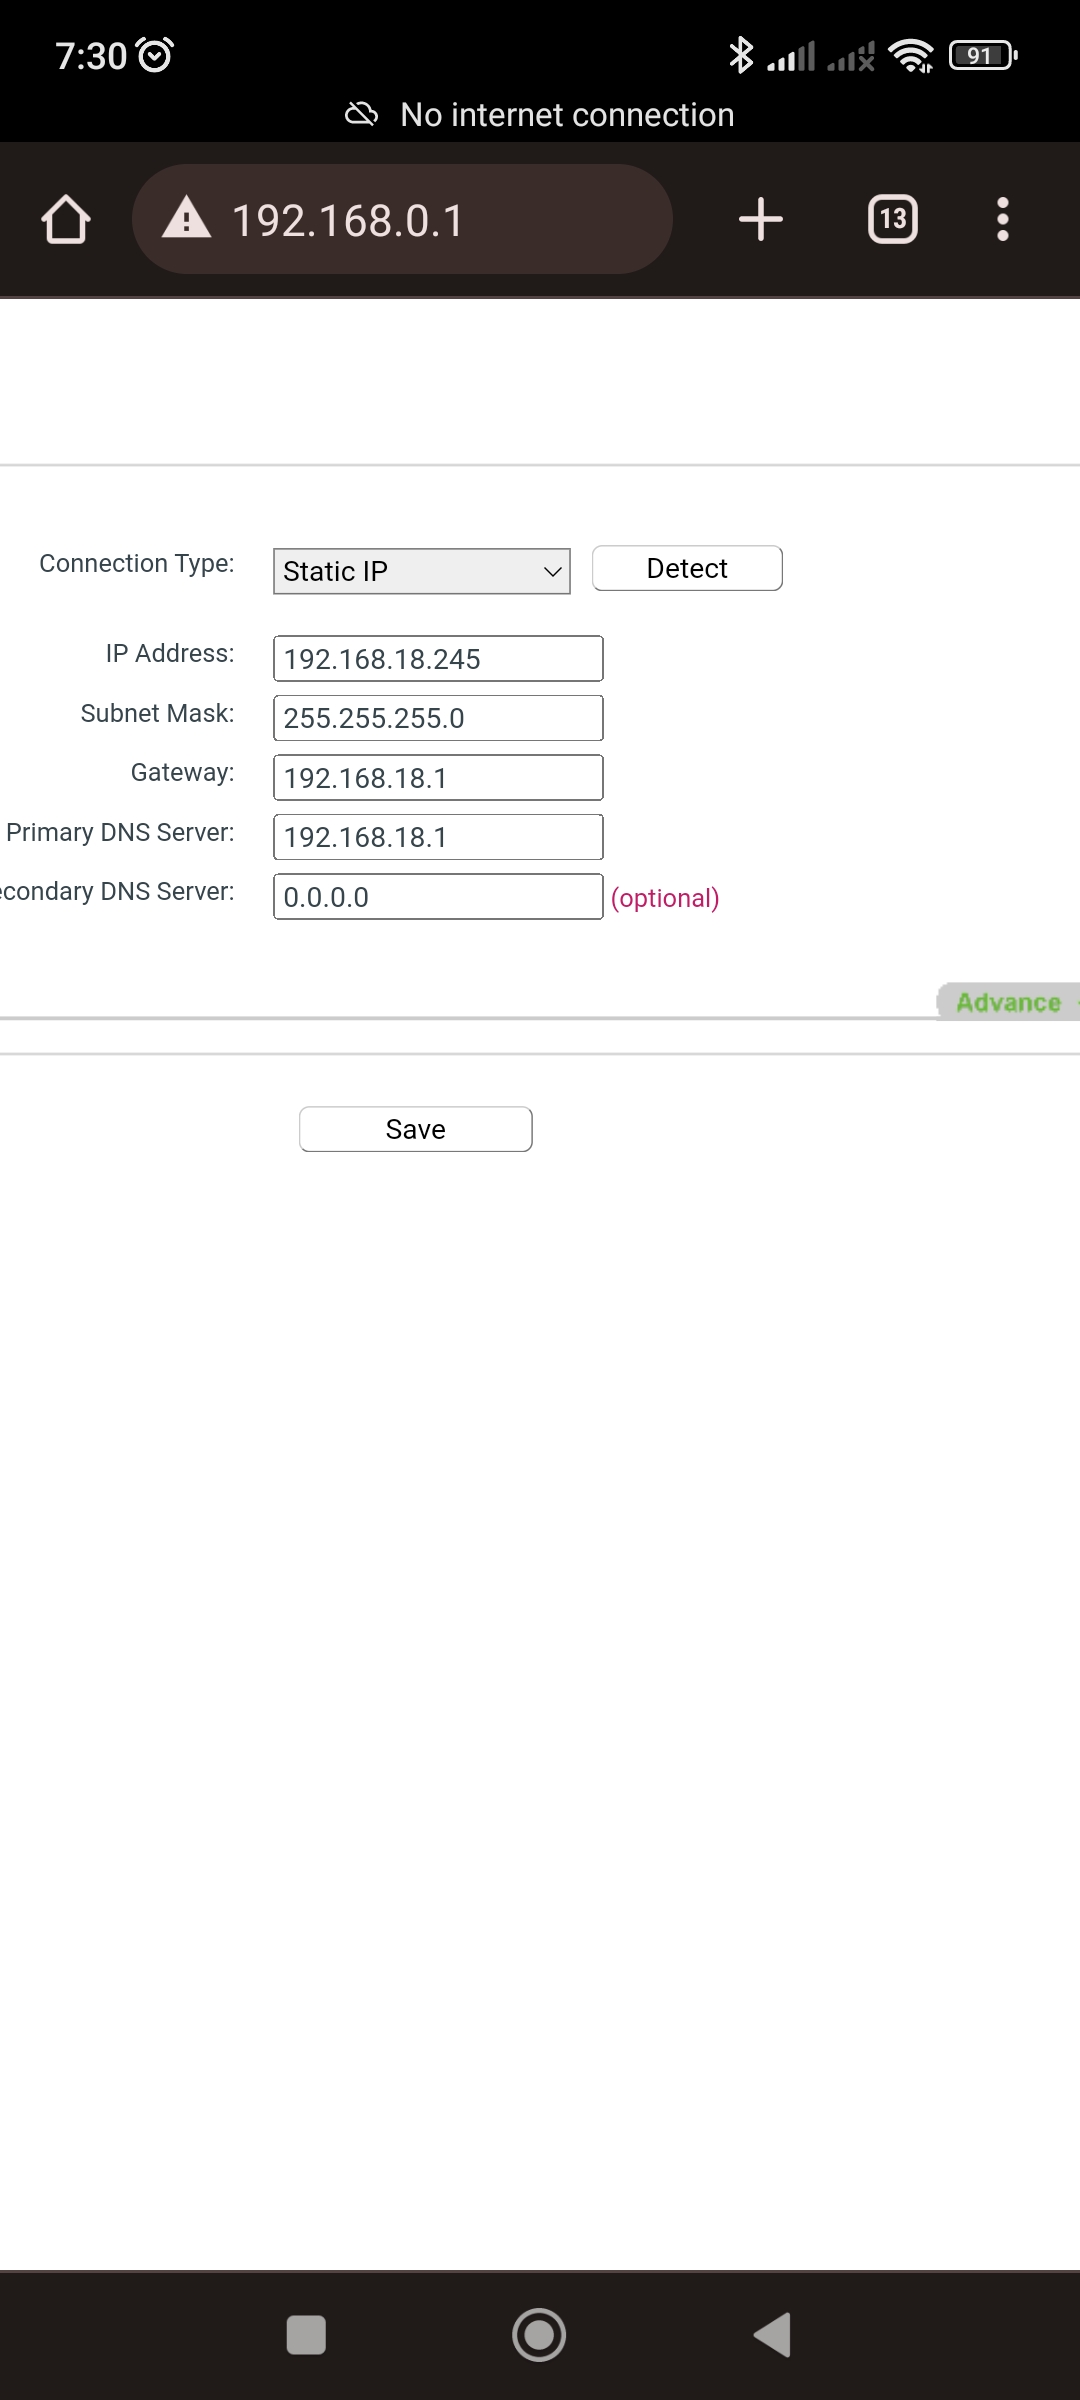 7:30
91
No internet connection
192.168.0.1
13
Connection Type: Static IP Detect
IP Address: 192.168.18.245
Subnet Mask: 255.255.255.0
Gateway: 192.168.18.1
Primary DNS Server: 192.168.18.1
econdary DNS Server: 0.0.0.0 (optional)
Advance
Save